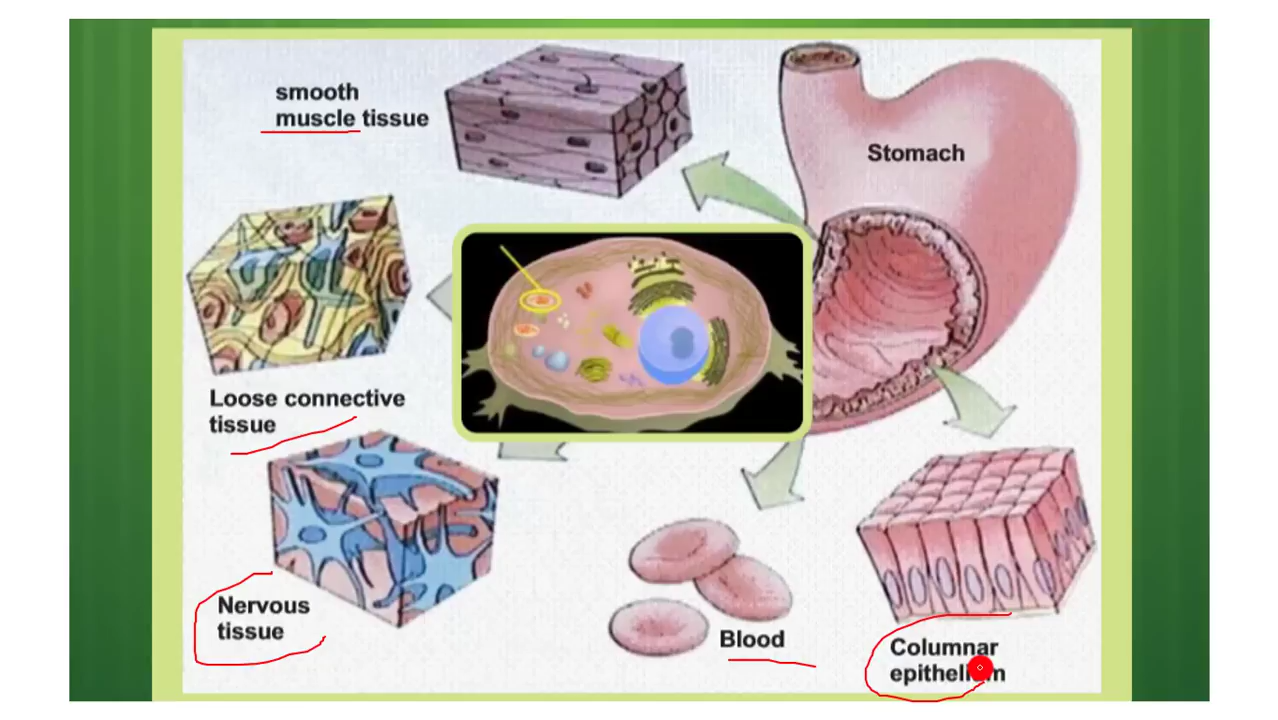 smooth
muscle tissue
Stomach
Loose connective
tissue
Nervous
tissue
Blood
Columnar
epithelium